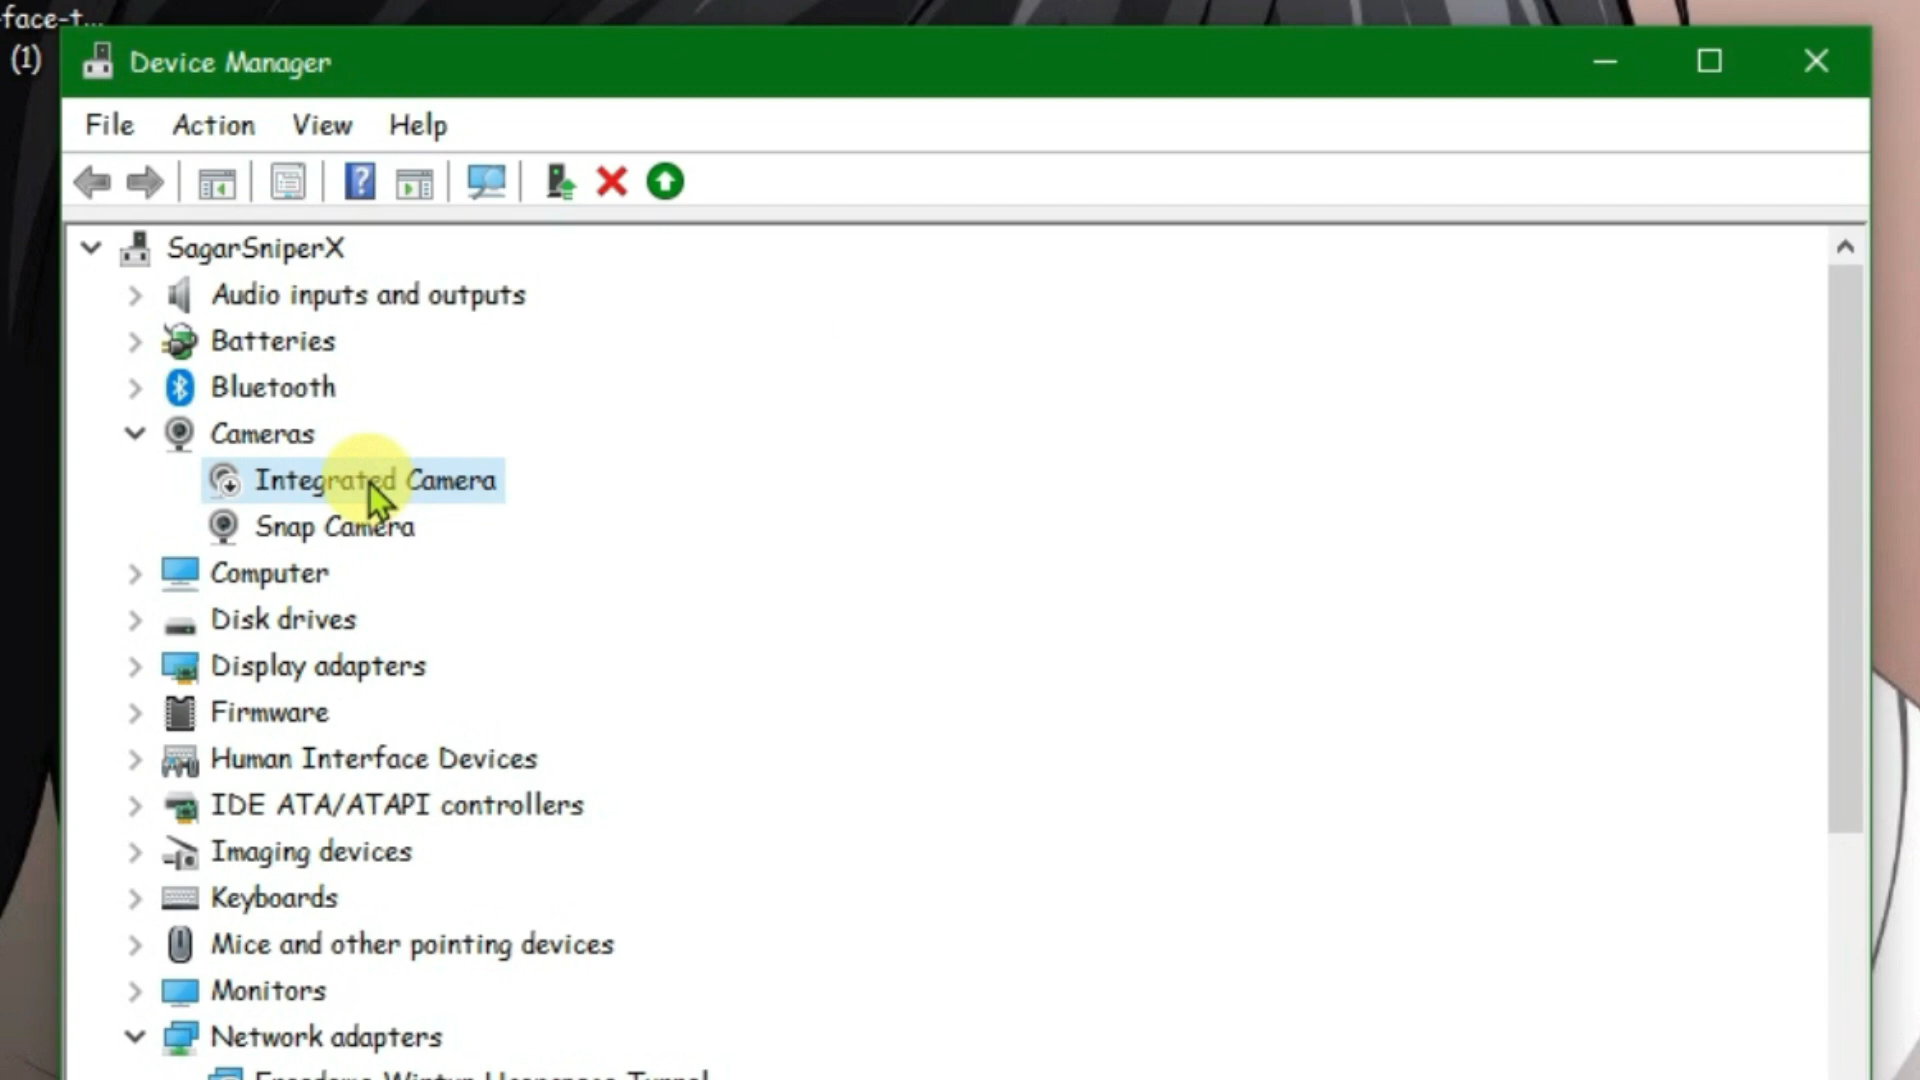 -face-t...
(1)
Device Manager
File Action View Help
SagarSniperX
Audio inputs and outputs
Batteries
Bluetooth
Cameras
Integrated Camera
Snap Camera
Computer
Disk drives
Display adapters
Firmware
Human Interface Devices
IDE ATA/ATAPI controllers
Imaging devices
Keyboards
Mice and other pointing devices
Monitors
Network adapters